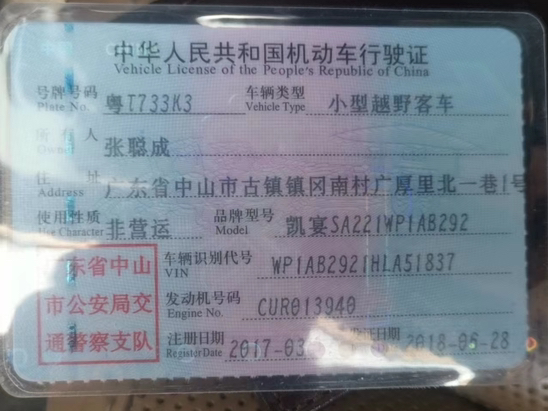 中华人民共和国机动车行驶证
Vehicle License of the People's Republic of China
号牌号码 粤T733K3 车辆类型 小型越野客车
Plate No. Vehicle Type
所有人 张聪成
Owner
住址 广东省中山市古镇镇冈南村广厚里北一巷1号
Address
使用性质 非营运 品牌型号 凯宴SA221WP1AB292
Use Character Model
车辆识别代号 WP1AB2921HLA51837
VIN
发动机号码 CUR013940
Engine No.
注册日期 2017-03 发证日期 2018-06-28
Register Date
广东省中山
市公安局交
通警察支队